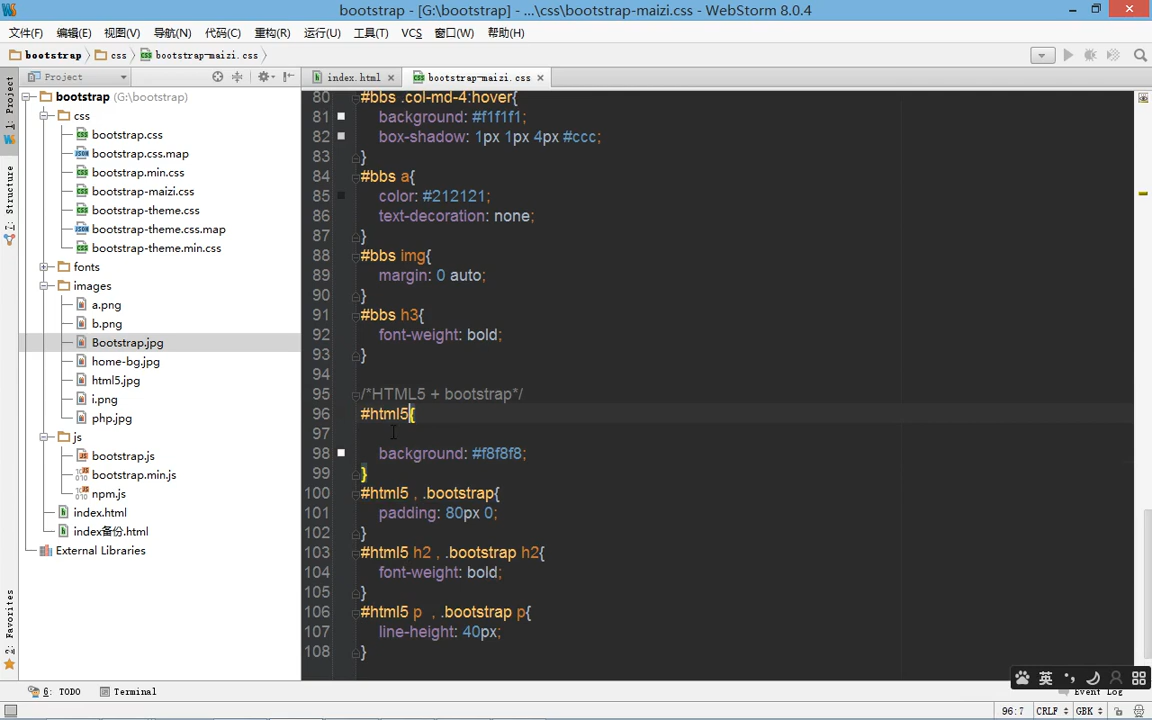 bootstrap - [G:\bootstrap] - ...\css\bootstrap-maizi.css - WebStorm 8.0.4
文件(F) 编辑(E) 视图(V) 导航(N) 代码(C) 重构(R) 运行(U) 工具(T) VCS 窗口(W) 帮助(H)
bootstrap css bootstrap-maizi.css
Project
index.html
bootstrap-maizi.css
1: Project
7: Structure
2: Favorites
bootstrap (G:\bootstrap)
css
bootstrap.css
bootstrap.css.map
bootstrap.min.css
bootstrap-maizi.css
bootstrap-theme.css
bootstrap-theme.css.map
bootstrap-theme.min.css
fonts
images
a.png
b.png
Bootstrap.jpg
home-bg.jpg
html5.jpg
i.png
php.jpg
js
bootstrap.js
bootstrap.min.js
npm.js
index.html
index备份.html
External Libraries
80 #bbs .col-md-4:hover{
81 background: #f1f1f1;
82 box-shadow: 1px 1px 4px #ccc;
83 }
84 #bbs a{
85 color: #212121;
86 text-decoration: none;
87 }
88 #bbs img{
89 margin: 0 auto;
90 }
91 #bbs h3{
92 font-weight: bold;
93 }
94
95 /*HTML5 + bootstrap*/
96 #html5{
97
98 background: #f8f8f8;
99 }
100 #html5 , .bootstrap{
101 padding: 80px 0;
102 }
103 #html5 h2 , .bootstrap h2{
104 font-weight: bold;
105 }
106 #html5 p , .bootstrap p{
107 line-height: 40px;
108 }
英
6: TODO Terminal Event Log
96:7 CRLF GBK